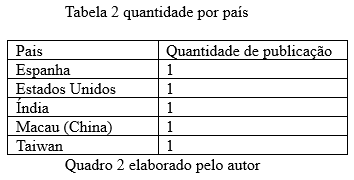 Tabela 2 quantidade por país
Pais Quantidade de publicação
Espanha 1
Estados Unidos 1
Índia 1
Macau (China) 1
Taiwan 1
Quadro 2 elaborado pelo autor